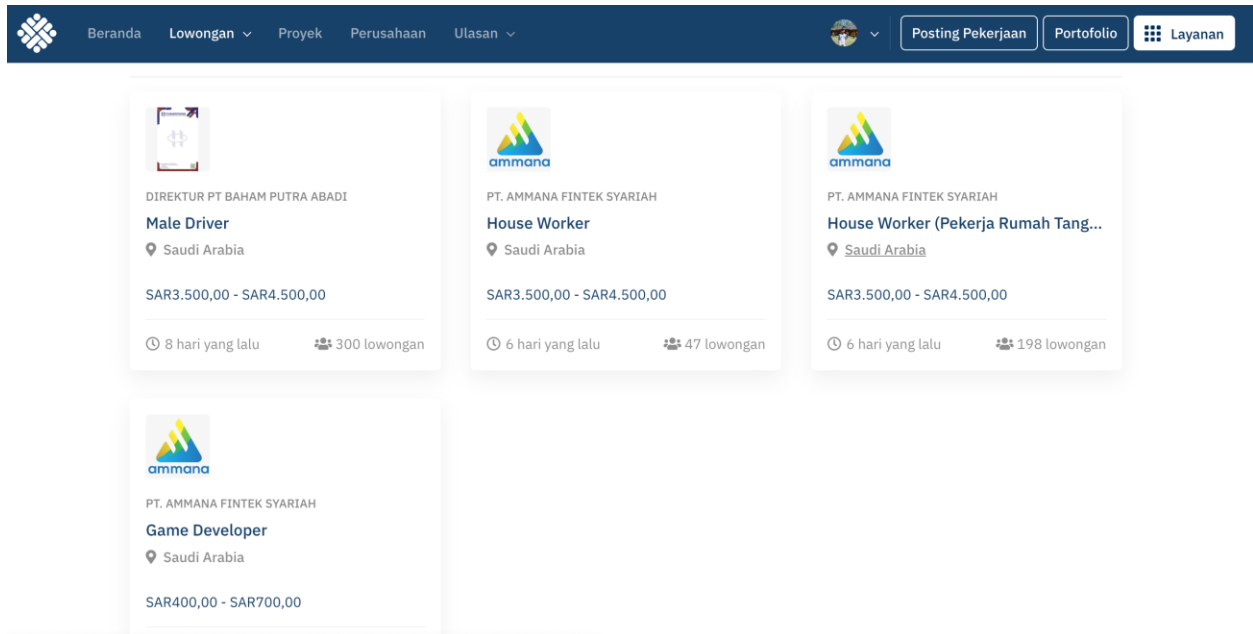 Beranda Lowongan Proyek Perusahaan Ulasan Posting Pekerjaan Portofolio Layanan
DIREKTUR PT BAHAM PUTRA ABADI
Male Driver
Saudi Arabia
SAR3.500,00 - SAR4.500,00
8 hari yang lalu 300 lowongan
ammana
PT. AMMANA FINTEK SYARIAH
House Worker
Saudi Arabia
SAR3.500,00 - SAR4.500,00
6 hari yang lalu 47 lowongan
ammana
PT. AMMANA FINTEK SYARIAH
House Worker (Pekerja Rumah Tang...
Saudi Arabia
SAR3.500,00 - SAR4.500,00
6 hari yang lalu 198 lowongan
ammana
PT. AMMANA FINTEK SYARIAH
Game Developer
Saudi Arabia
SAR400,00 - SAR700,00